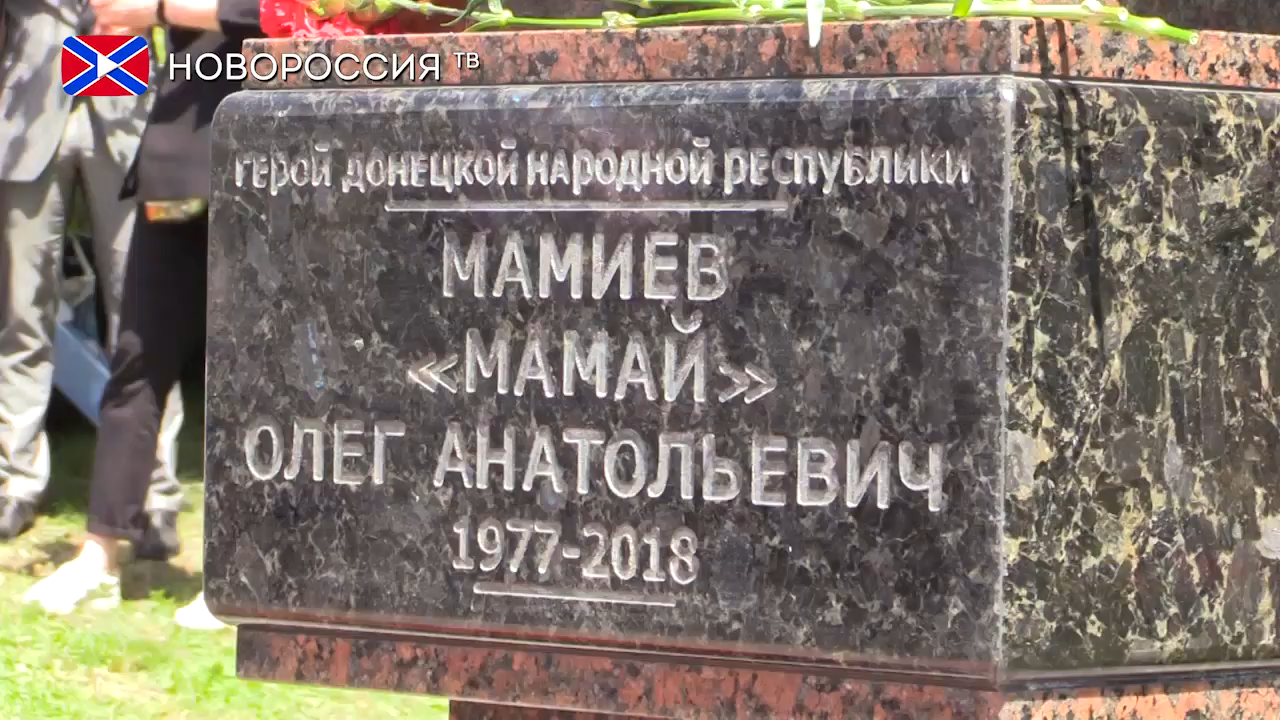 НОВОРОССИЯ ТВ
ГЕРОЙ ДОНЕЦКОЙ НАРОДНОЙ РЕСПУБЛИКИ
МАМИЕВ
«МАМАЙ»
ОЛЕГ АНАТОЛЬЕВИЧ
1977-2018